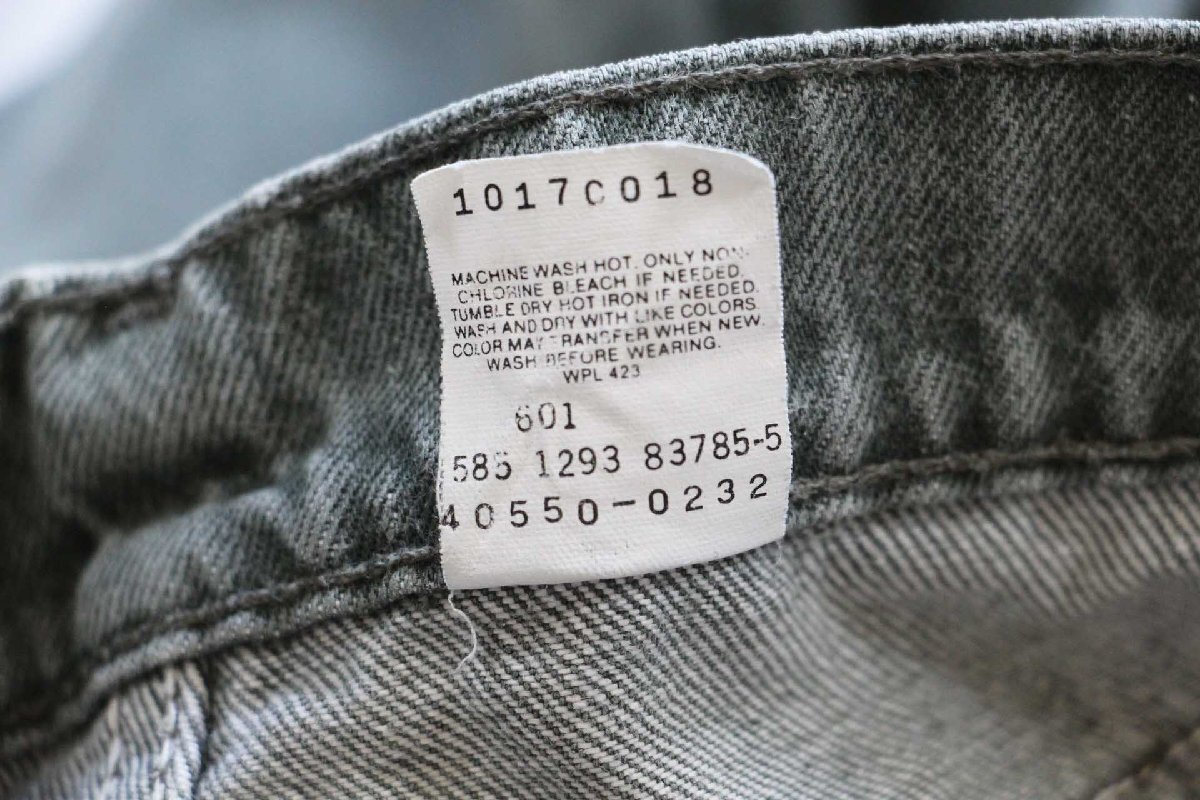 1017C018
MACHINE WASH HOT. ONLY NON-
CHLORINE BLEACH IF NEEDED.
TUMBLE DRY HOT IRON IF NEEDED.
WASH AND DRY WITH LIKE COLORS.
COLOR MAY TRANSFER WHEN NEW.
WASH BEFORE WEARING.
WPL 423
601
585 1293 83785-5
40550-0232